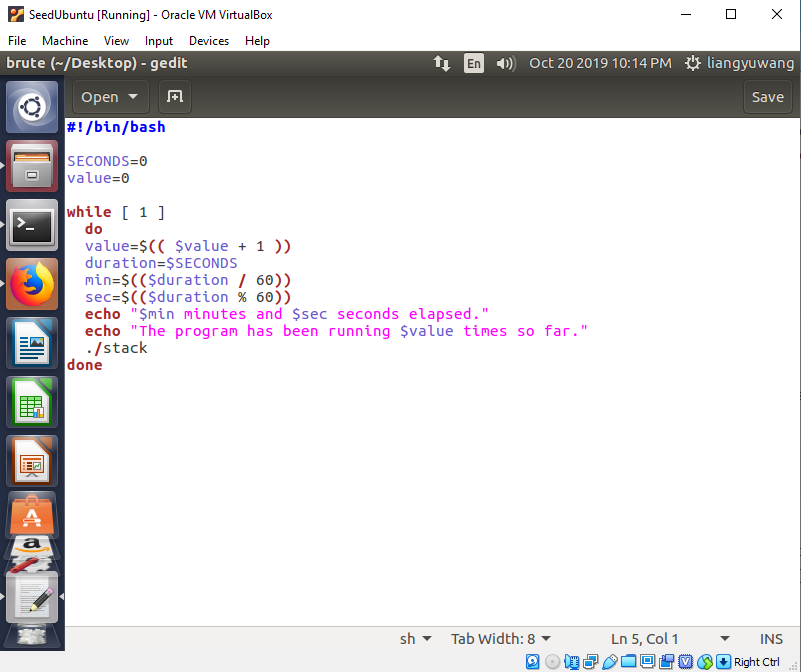 SeedUbuntu [Running] - Oracle VM VirtualBox
File Machine View Input Devices Help
brute (~/Desktop) - gedit En Oct 20 2019 10:14 PM liangyuwang
Open Save
#!/bin/bash
SECONDS=0
value=0
while [ 1 ]
do
value=$(( $value + 1 ))
duration=$SECONDS
min=$(($duration / 60))
sec=$(($duration % 60))
echo "$min minutes and $sec seconds elapsed."
echo "The program has been running $value times so far."
./stack
done
sh Tab Width: 8 Ln 5, Col 1 INS
Right Ctrl